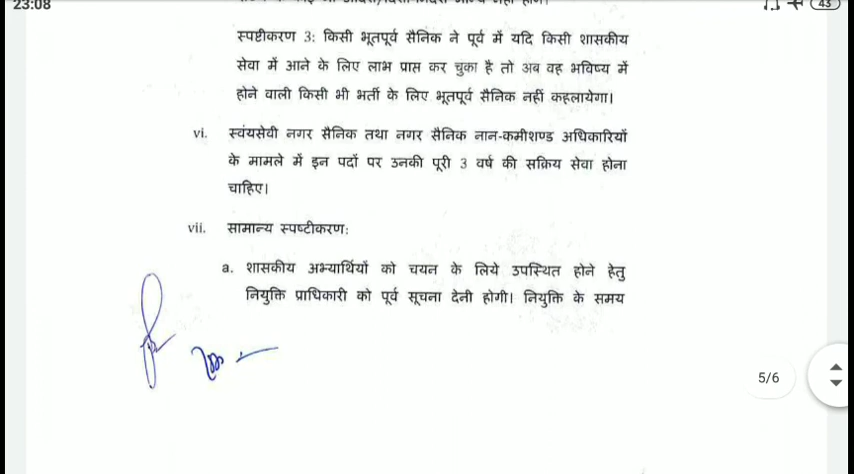 23:08
43
स्पष्टीकरण 3: किसी भूतपूर्व सैनिक ने पूर्व में यदि किसी शासकीय
सेवा में आने के लिए लाभ प्राप्त कर चुका है तो अब वह भविष्य में
होने वाली किसी भी भर्ती के लिए भूतपूर्व सैनिक नहीं कहलायेगा।
vi. स्वंयसेवी नगर सैनिक तथा नगर सैनिक नान-कमीशण्ड अधिकारियों
के मामले में इन पदों पर उनकी पूरी 3 वर्ष की सक्रिय सेवा होना
चाहिए।
vii. सामान्य स्पष्टीकरण:
a. शासकीय अभ्यार्थियों को चयन के लिये उपस्थित होने हेतु
नियुक्ति प्राधिकारी को पूर्व सूचना देनी होगी। नियुक्ति के समय
5/6